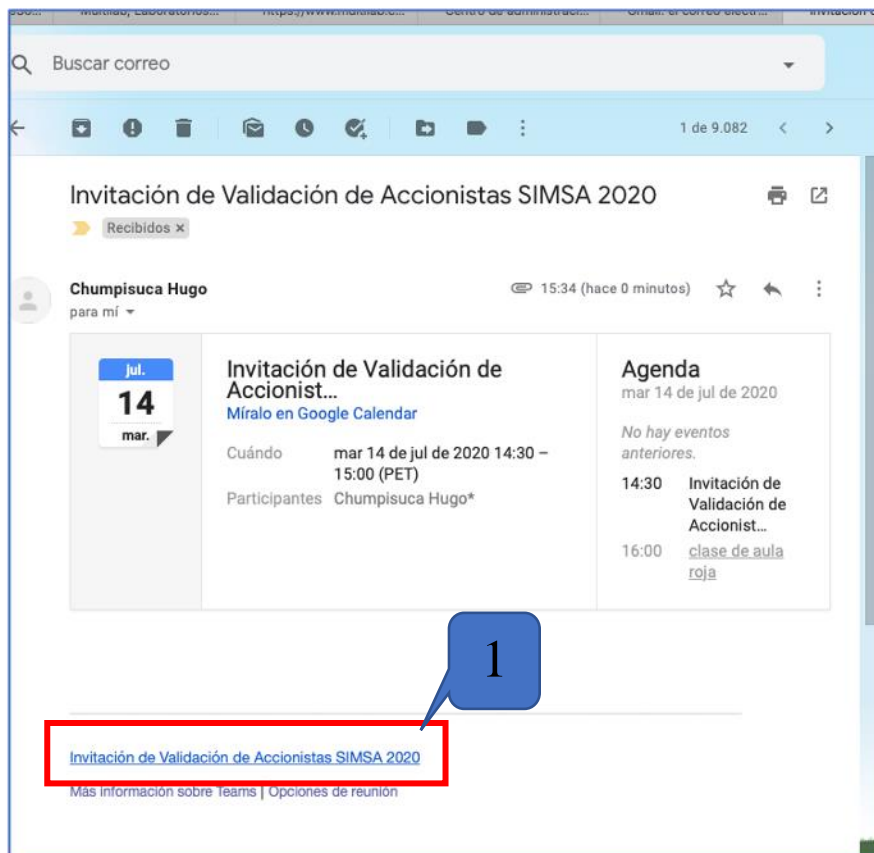 Buscar correo
1 de 9.082
Invitación de Validación de Accionistas SIMSA 2020
Recibidos ×
Chumpisuca Hugo
15:34 (hace 0 minutos)
para mí
jul.
14
mar.
Invitación de Validación de
Accionist...
Míralo en Google Calendar
Cuándo mar 14 de jul de 2020 14:30 –
15:00 (PET)
Participantes Chumpisuca Hugo*
Agenda
mar 14 de jul de 2020
No hay eventos
anteriores.
14:30 Invitación de
Validación de
Accionist...
16:00 clase de aula
roja
1
Invitación de Validación de Accionistas SIMSA 2020
Más información sobre Teams | Opciones de reunión